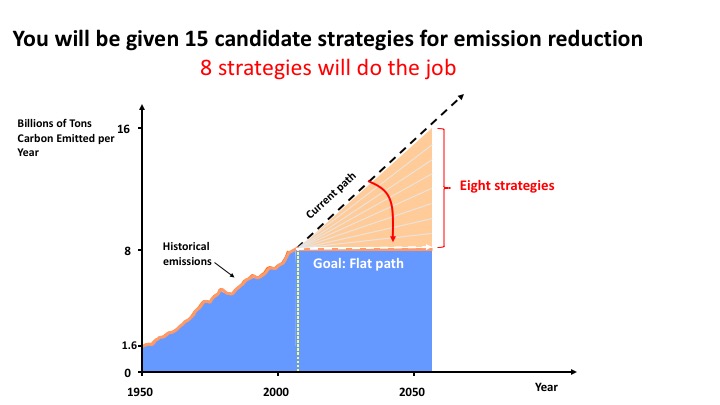 You will be given 15 candidate strategies for emission reduction
8 strategies will do the job
Billions of Tons
Carbon Emitted per
Year
16
Current path
Eight strategies
Historical
emissions
8
Goal: Flat path
1.6
0
1950
2000
2050
Year